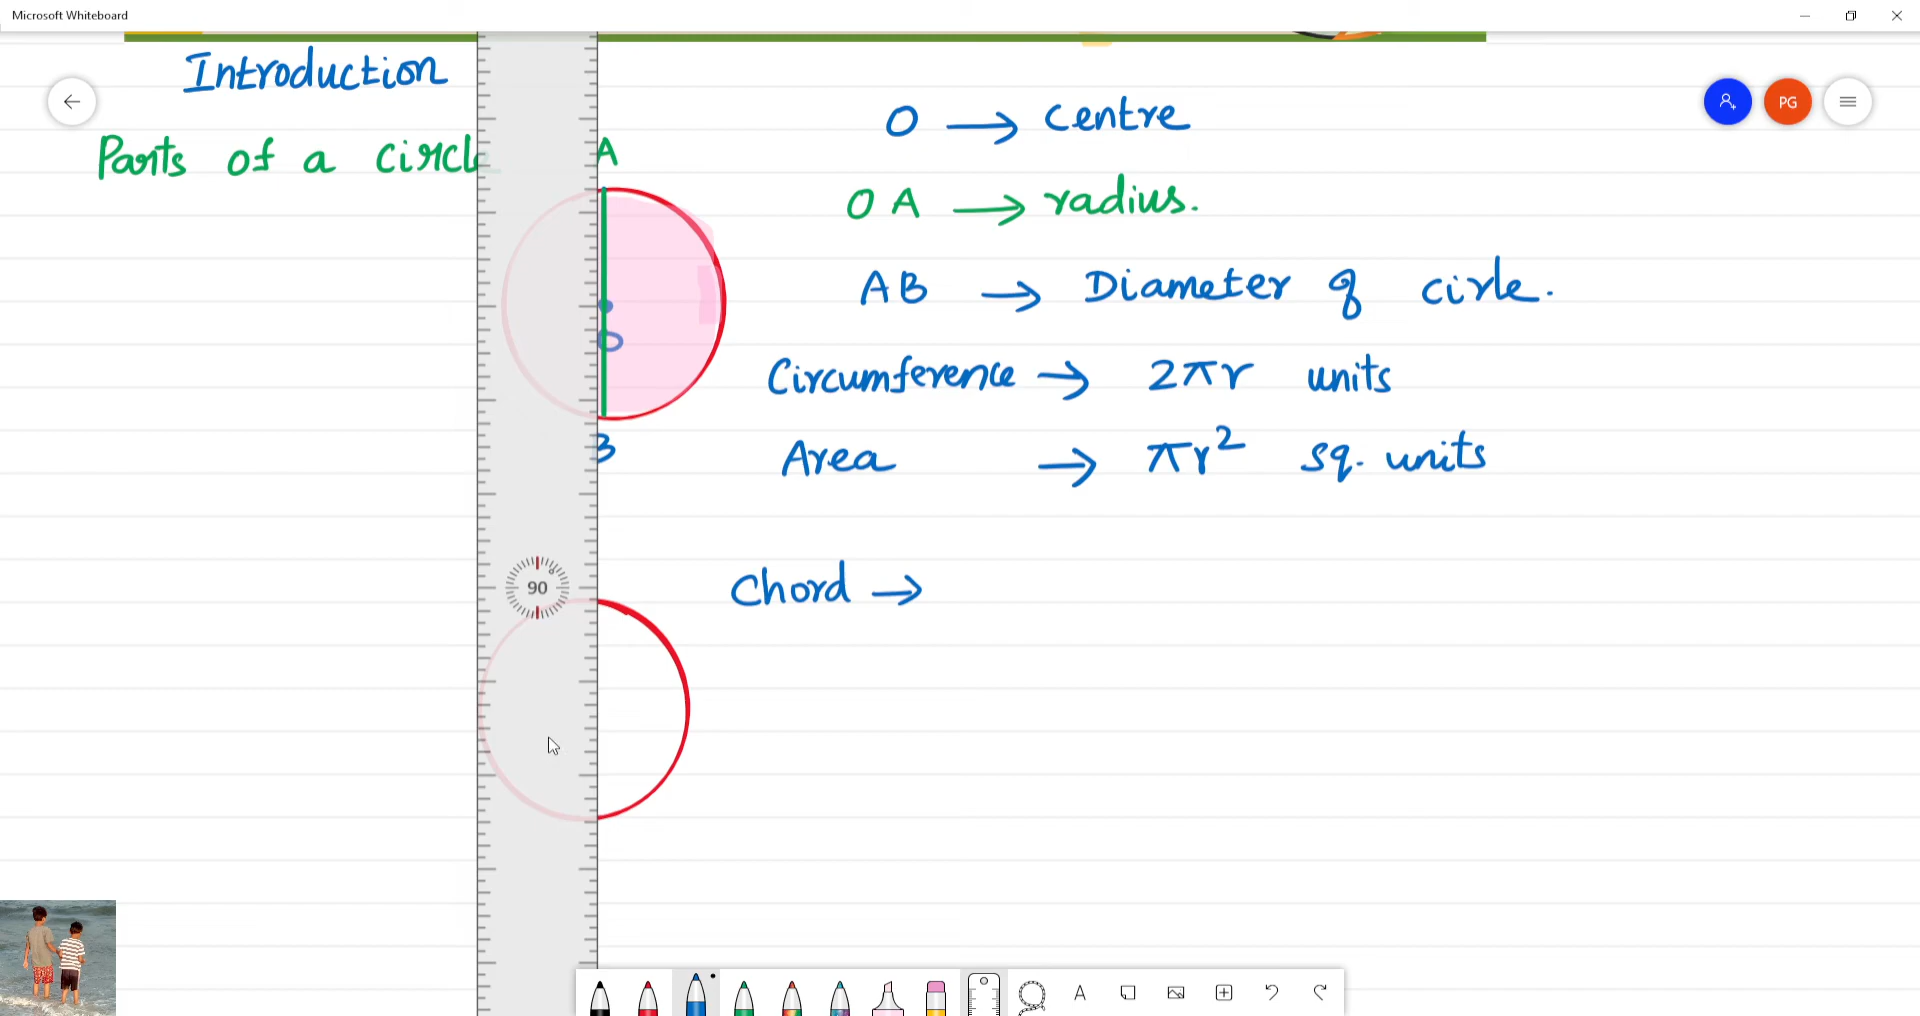 Microsoft Whiteboard
Introduction
Parts of a circle
A
O → Centre
O A → radius.
PG
AB → Diameter of cirle.
O
Circumference → 2πr units
B
Area → πr² sq. units
90
Chord →
A